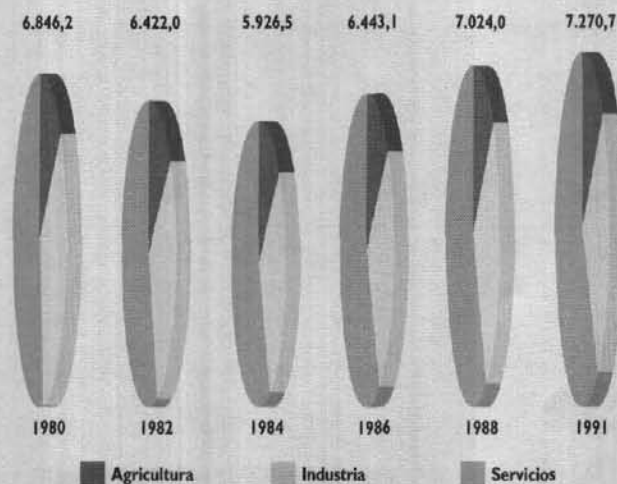 6.846,2 6.422,0 5.926,5 6.443,1 7.024,0 7.270,7
1980 1982 1984 1986 1988 1991
Agricultura Industria Servicios